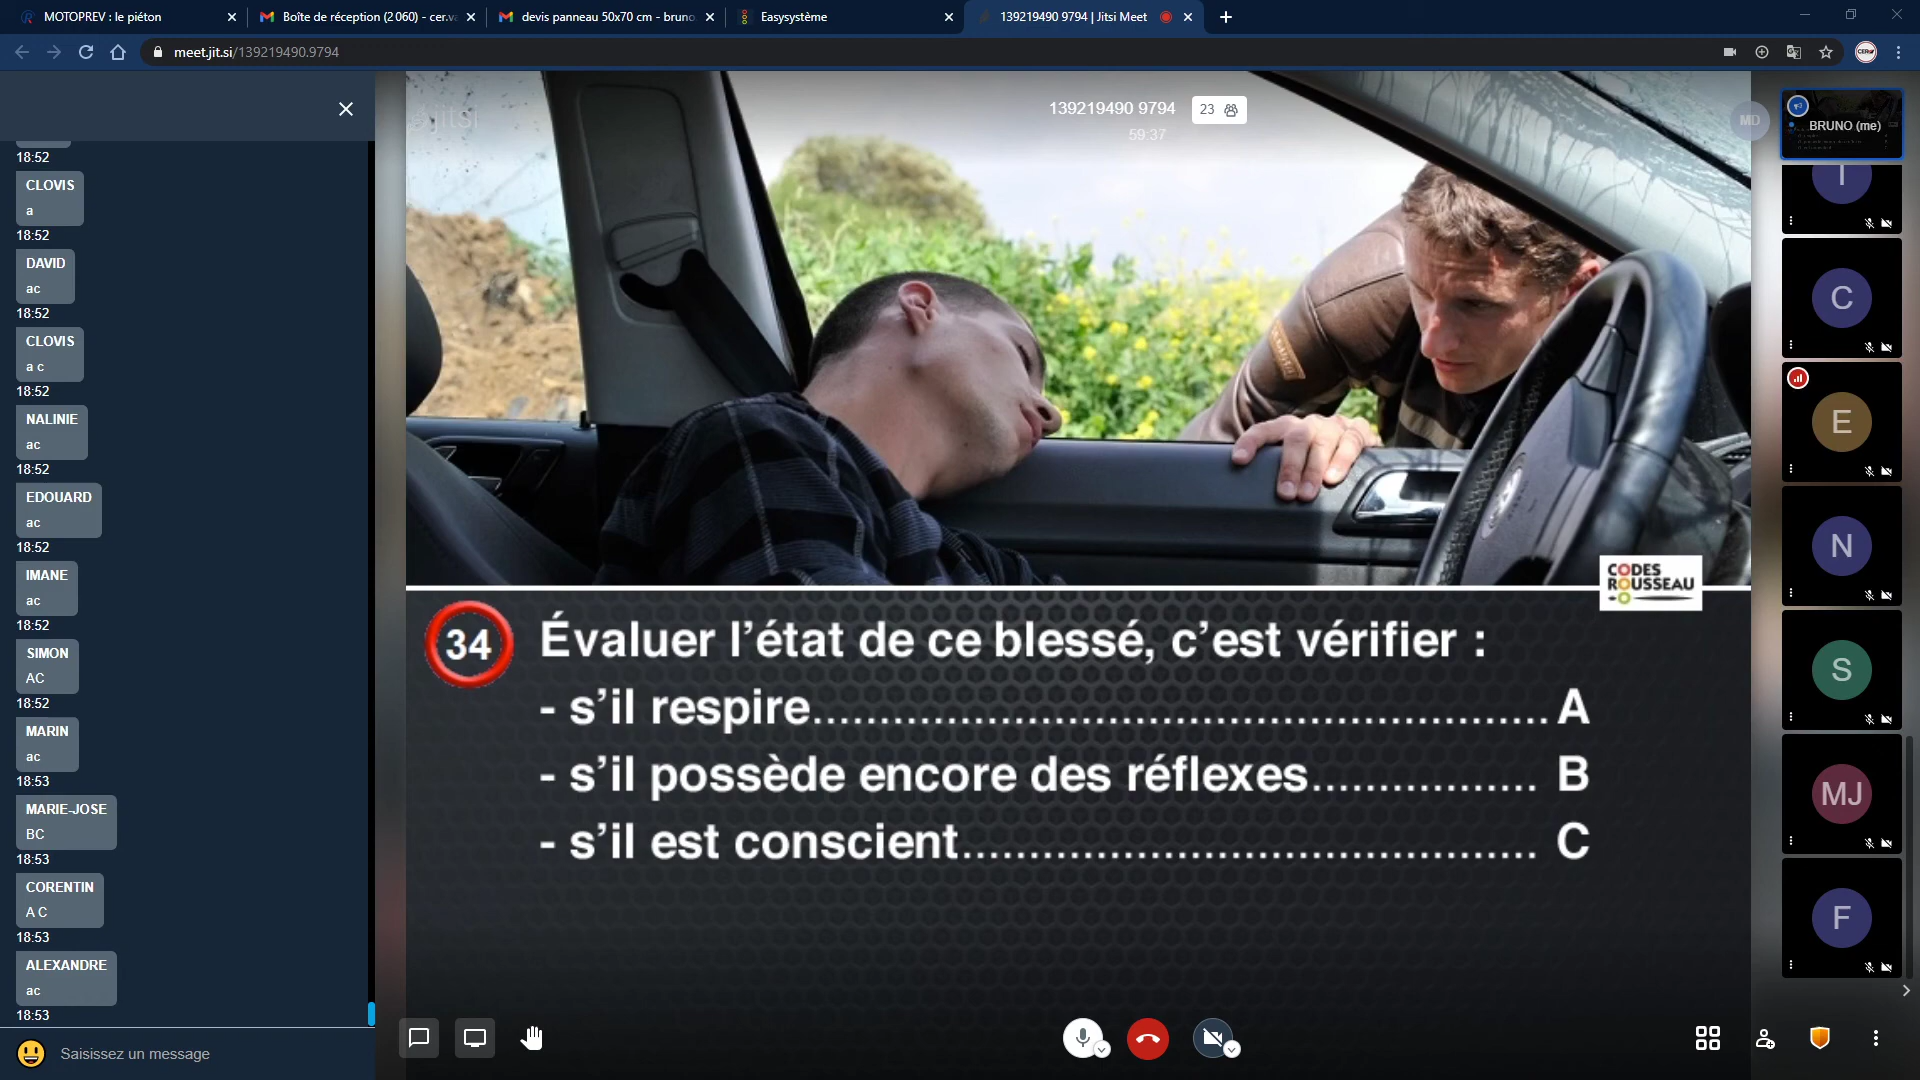 MOTOPREV : le piéton
Boîte de réception (2 060) - cer.va
devis panneau 50x70 cm - bruno.
Easysystème
139219490 9794 | Jitsi Meet
meet.jit.si/139219490.9794
CER
jitsi
139219490 9794
23
59:37
MD
BRUNO (me)
18:52
CLOVIS
a
18:52
DAVID
ac
18:52
CLOVIS
a c
18:52
NALINIE
ac
18:52
EDOUARD
ac
18:52
IMANE
ac
18:52
SIMON
AC
18:52
MARIN
ac
18:53
MARIE-JOSE
BC
18:53
CORENTIN
A C
18:53
ALEXANDRE
ac
18:53
Saisissez un message
CODES
ROUSSEAU
34
Évaluer l’état de ce blessé, c’est vérifier :
- s’il respire...................................................... A
- s’il possède encore des réflexes................. B
- s’il est conscient.......................................... C
I
C
E
N
S
MJ
F